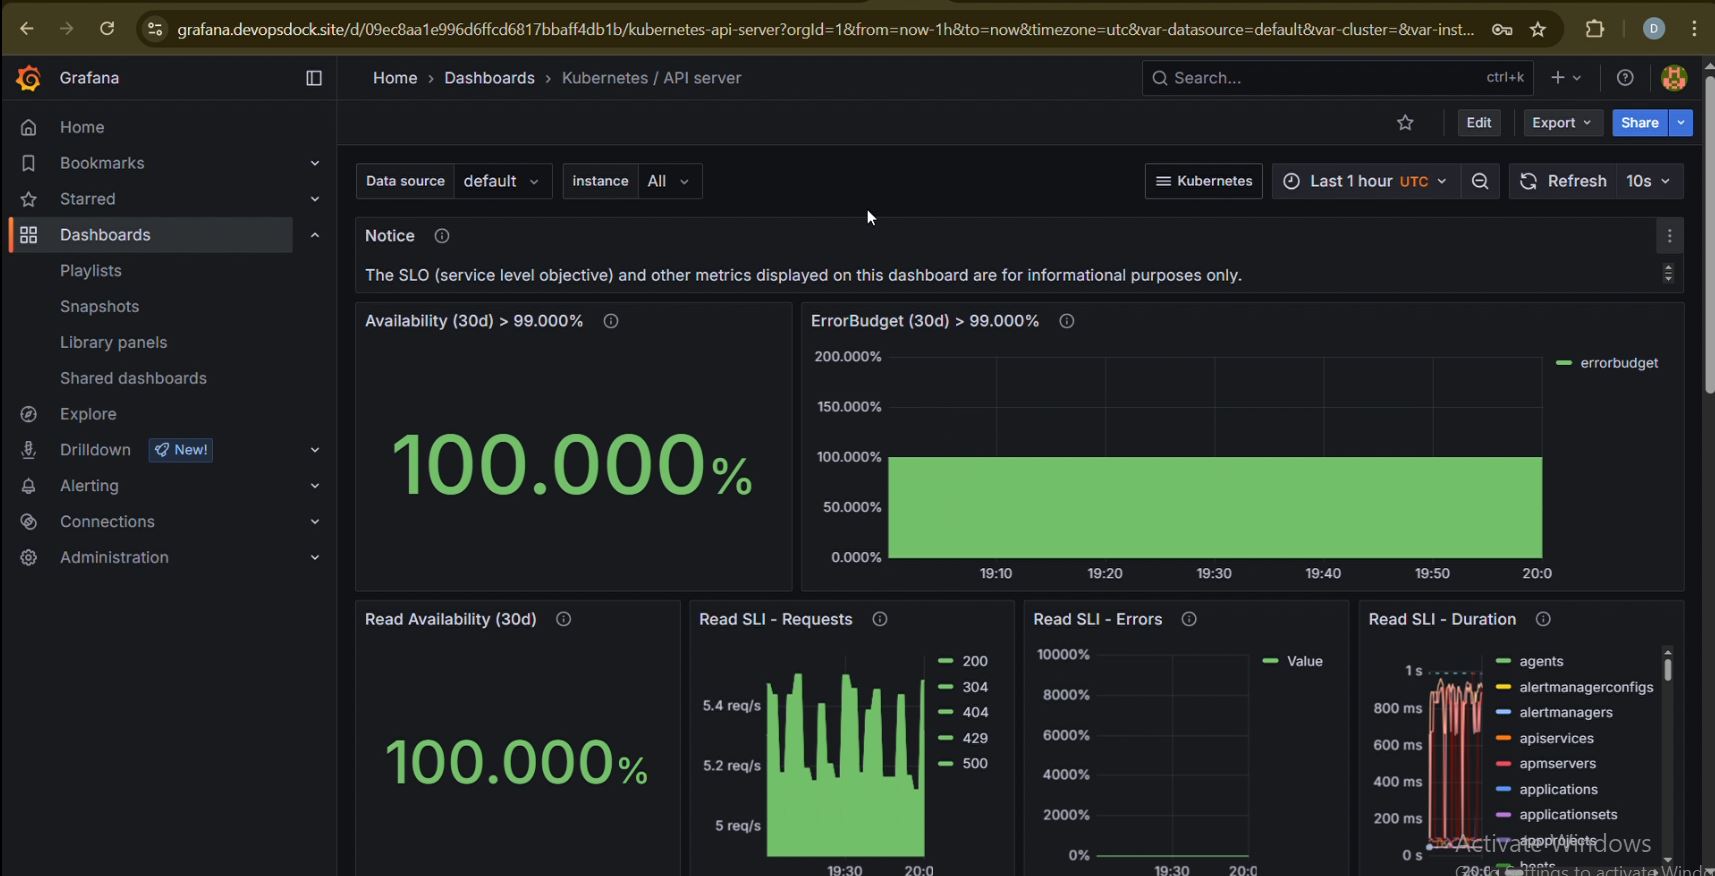 grafana.devopsdock.site/d/09ec8aa1e996d6ffcd6817bbaff4db1b/kubernetes-api-server?orgId=1&from=now-1h&to=now&timezone=utc&var-datasource=default&var-cluster=&var-inst...
D
Grafana
Home › Dashboards › Kubernetes / API server
Search...
ctrl+k
Home
Edit
Export
Share
Bookmarks
Data source default
instance All
Kubernetes
Last 1 hour UTC
Refresh 10s
Starred
Dashboards
Notice
Playlists
The SLO (service level objective) and other metrics displayed on this dashboard are for informational purposes only.
Snapshots
Library panels
Shared dashboards
Explore
Drilldown New!
Alerting
Connections
Administration
Availability (30d) > 99.000%
100.000%
ErrorBudget (30d) > 99.000%
200.000%
150.000%
100.000%
50.000%
0.000%
19:10 19:20 19:30 19:40 19:50 20:0
errorbudget
Read Availability (30d)
100.000%
Read SLI - Requests
5.4 req/s
5.2 req/s
5 req/s
19:30 20:0
200
304
404
429
500
Read SLI - Errors
10000%
8000%
6000%
4000%
2000%
0%
19:30 20:0
Value
Read SLI - Duration
1 s
800 ms
600 ms
400 ms
200 ms
0 s
agents
alertmanagerconfigs
alertmanagers
apiservices
apmservers
applications
applicationsets
appprojects
Activate Windows